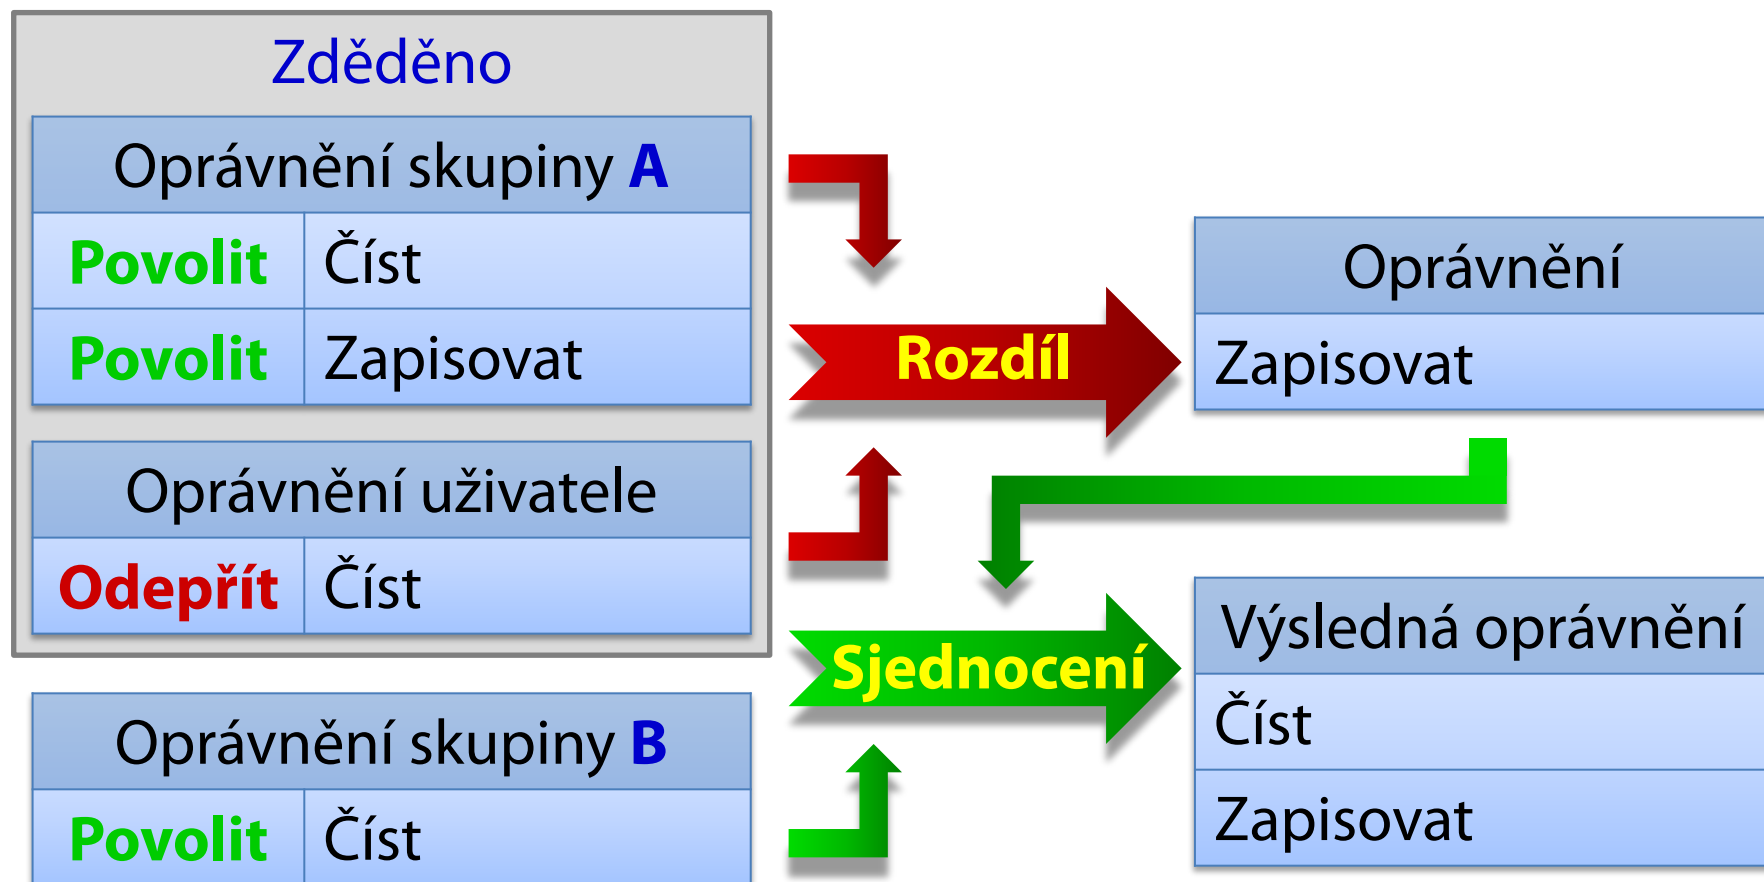 Zděděno
Oprávnění skupiny A
Povolit Číst
Povolit Zapisovat
Oprávnění uživatele
Odepřít Číst
Oprávnění skupiny B
Povolit Číst
Rozdíl
Sjednocení
Oprávnění
Zapisovat
Výsledná oprávnění
Číst
Zapisovat